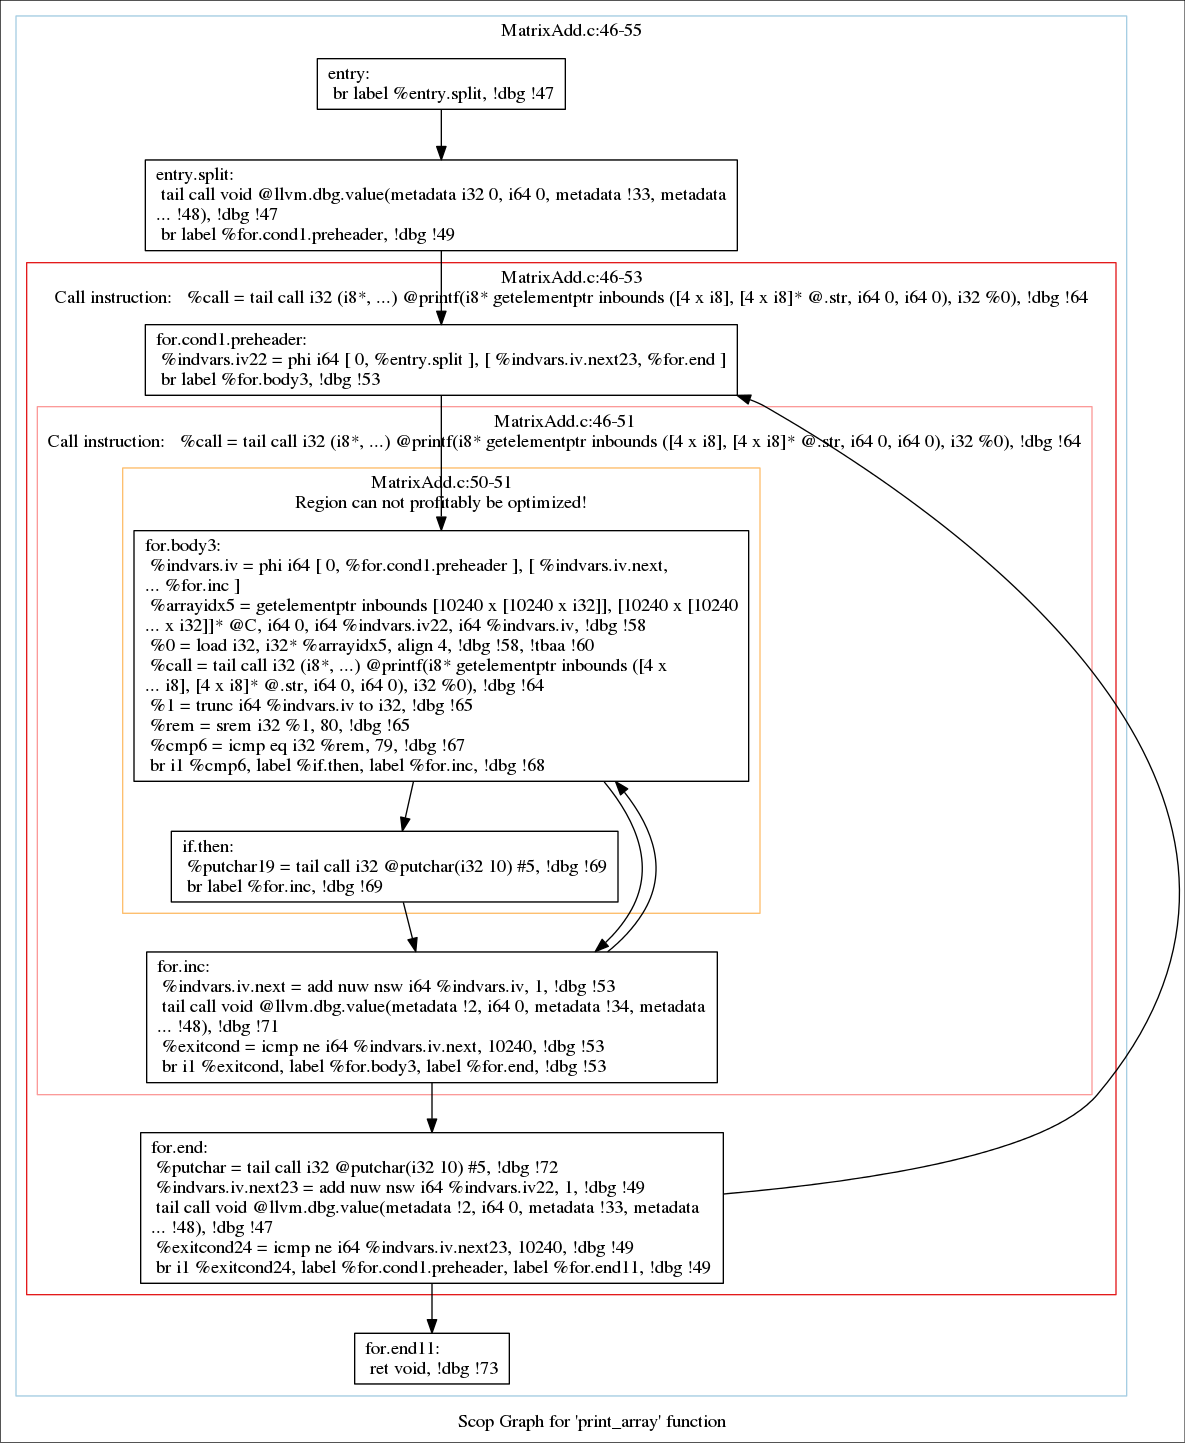 MatrixAdd.c:46-55
entry:
br label %entry.split, !dbg !47
entry.split:
tail call void @llvm.dbg.value(metadata i32 0, i64 0, metadata !33, metadata
... !48), !dbg !47
br label %for.cond1.preheader, !dbg !49
MatrixAdd.c:46-53
Call instruction:   %call = tail call i32 (i8*, ...) @printf(i8* getelementptr inbounds ([4 x i8], [4 x i8]* @.str, i64 0, i64 0), i32 %0), !dbg !64
for.cond1.preheader:
%indvars.iv22 = phi i64 [ 0, %entry.split ], [ %indvars.iv.next23, %for.end ]
br label %for.body3, !dbg !53
MatrixAdd.c:46-51
Call instruction:   %call = tail call i32 (i8*, ...) @printf(i8* getelementptr inbounds ([4 x i8], [4 x i8]* @.str, i64 0, i64 0), i32 %0), !dbg !64
MatrixAdd.c:50-51
Region can not profitably be optimized!
for.body3:
%indvars.iv = phi i64 [ 0, %for.cond1.preheader ], [ %indvars.iv.next,
... %for.inc ]
%arrayidx5 = getelementptr inbounds [10240 x [10240 x i32]], [10240 x [10240
... x i32]]* @C, i64 0, i64 %indvars.iv22, i64 %indvars.iv, !dbg !58
%0 = load i32, i32* %arrayidx5, align 4, !dbg !58, !tbaa !60
%call = tail call i32 (i8*, ...) @printf(i8* getelementptr inbounds ([4 x
... i8], [4 x i8]* @.str, i64 0, i64 0), i32 %0), !dbg !64
%1 = trunc i64 %indvars.iv to i32, !dbg !65
%rem = srem i32 %1, 80, !dbg !65
%cmp6 = icmp eq i32 %rem, 79, !dbg !67
br i1 %cmp6, label %if.then, label %for.inc, !dbg !68
if.then:
%putchar19 = tail call i32 @putchar(i32 10) #5, !dbg !69
br label %for.inc, !dbg !69
for.inc:
%indvars.iv.next = add nuw nsw i64 %indvars.iv, 1, !dbg !53
tail call void @llvm.dbg.value(metadata !2, i64 0, metadata !34, metadata
... !48), !dbg !71
%exitcond = icmp ne i64 %indvars.iv.next, 10240, !dbg !53
br i1 %exitcond, label %for.body3, label %for.end, !dbg !53
for.end:
%putchar = tail call i32 @putchar(i32 10) #5, !dbg !72
%indvars.iv.next23 = add nuw nsw i64 %indvars.iv22, 1, !dbg !49
tail call void @llvm.dbg.value(metadata !2, i64 0, metadata !33, metadata
... !48), !dbg !47
%exitcond24 = icmp ne i64 %indvars.iv.next23, 10240, !dbg !49
br i1 %exitcond24, label %for.cond1.preheader, label %for.end11, !dbg !49
for.end11:
ret void, !dbg !73
Scop Graph for 'print_array' function